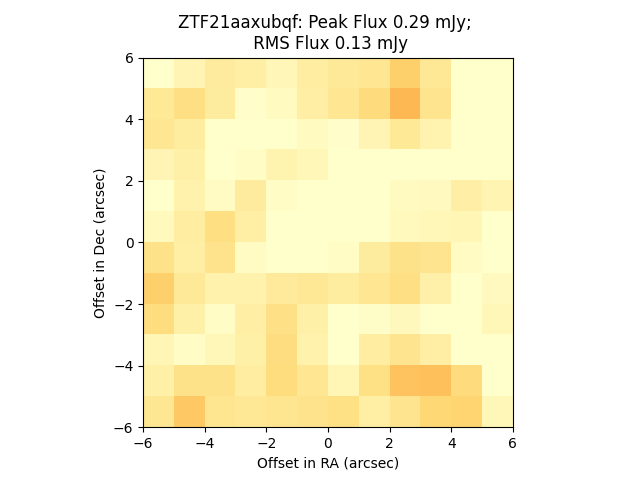 ZTF21aaxubqf: Peak Flux 0.29 mJy;
RMS Flux 0.13 mJy
6
4
2
0
−2
−4
−6
Offset in Dec (arcsec)
−6 −4 −2 0 2 4 6
Offset in RA (arcsec)